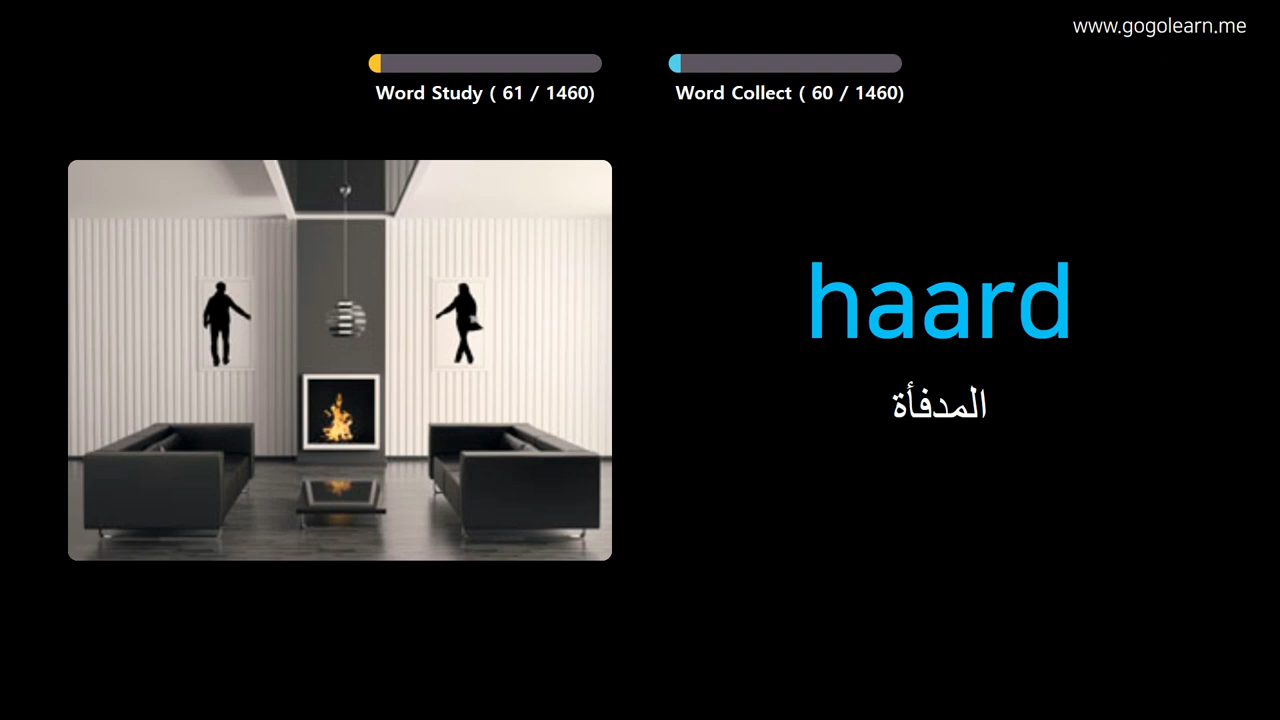 www.gogolearn.me
Word Study ( 61 / 1460)
Word Collect ( 60 / 1460)
haard
المدفأة